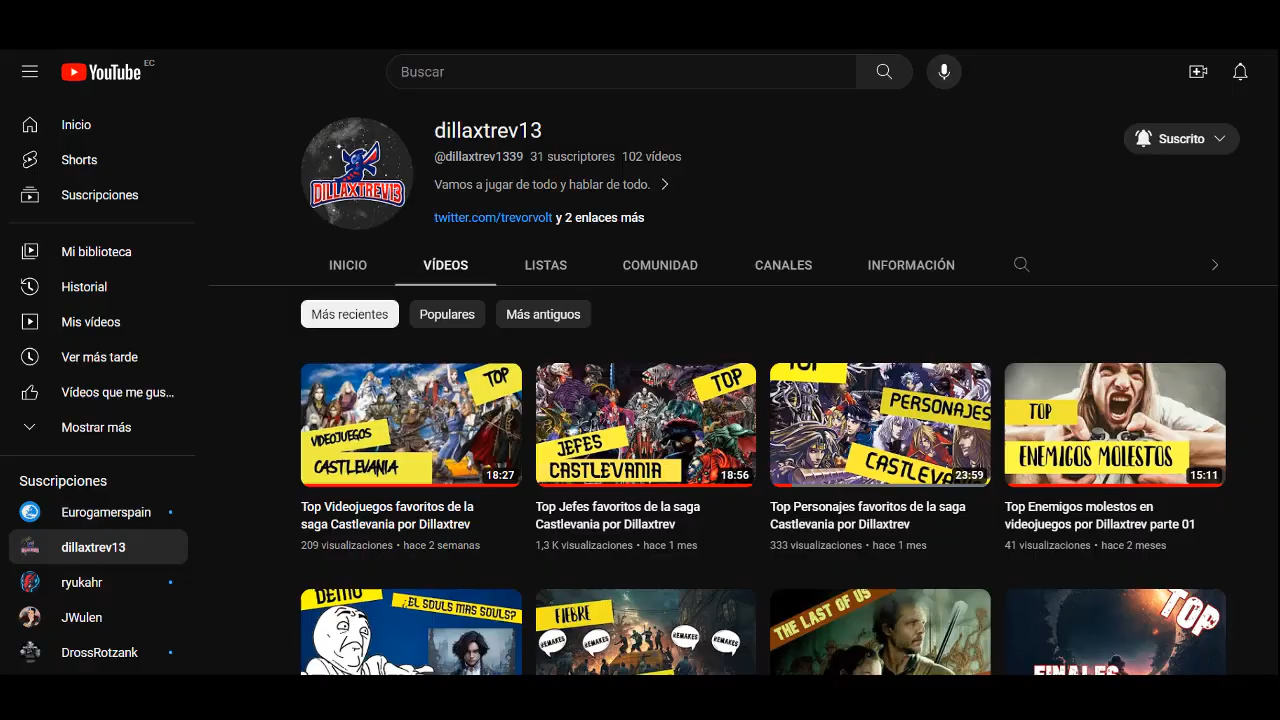 YouTube EC
Buscar
Inicio
Shorts
Suscripciones
Mi biblioteca
Historial
Mis vídeos
Ver más tarde
Vídeos que me gus...
Mostrar más
Suscripciones
Eurogamerspain
dillaxtrev13
ryukahr
JWulen
DrossRotzank
DILLAXTREV13
dillaxtrev13
@dillaxtrev1339 31 suscriptores 102 vídeos
Vamos a jugar de todo y hablar de todo.
twitter.com/trevorvolt y 2 enlaces más
Suscrito
INICIO VÍDEOS LISTAS COMUNIDAD CANALES INFORMACIÓN
Más recientes Populares Más antiguos
TOP
VIDEOJUEGOS
CASTLEVANIA
18:27
Top Videojuegos favoritos de la
saga Castlevania por Dillaxtrev
209 visualizaciones • hace 2 semanas
TOP
JEFES
CASTLEVANIA
18:56
Top Jefes favoritos de la saga
Castlevania por Dillaxtrev
1,3 K visualizaciones • hace 1 mes
TOP
PERSONAJES
CASTLEVA
23:59
Top Personajes favoritos de la saga
Castlevania por Dillaxtrev
333 visualizaciones • hace 1 mes
TOP
ENEMIGOS MOLESTOS
15:11
Top Enemigos molestos en
videojuegos por Dillaxtrev parte 01
41 visualizaciones • hace 2 meses
DEMO
¿EL SOULS MAS SOULS?
FIEBRE
REMAKES
REMAKES
REMAKES
REMAKES
THE LAST OF US
TOP
FINALES